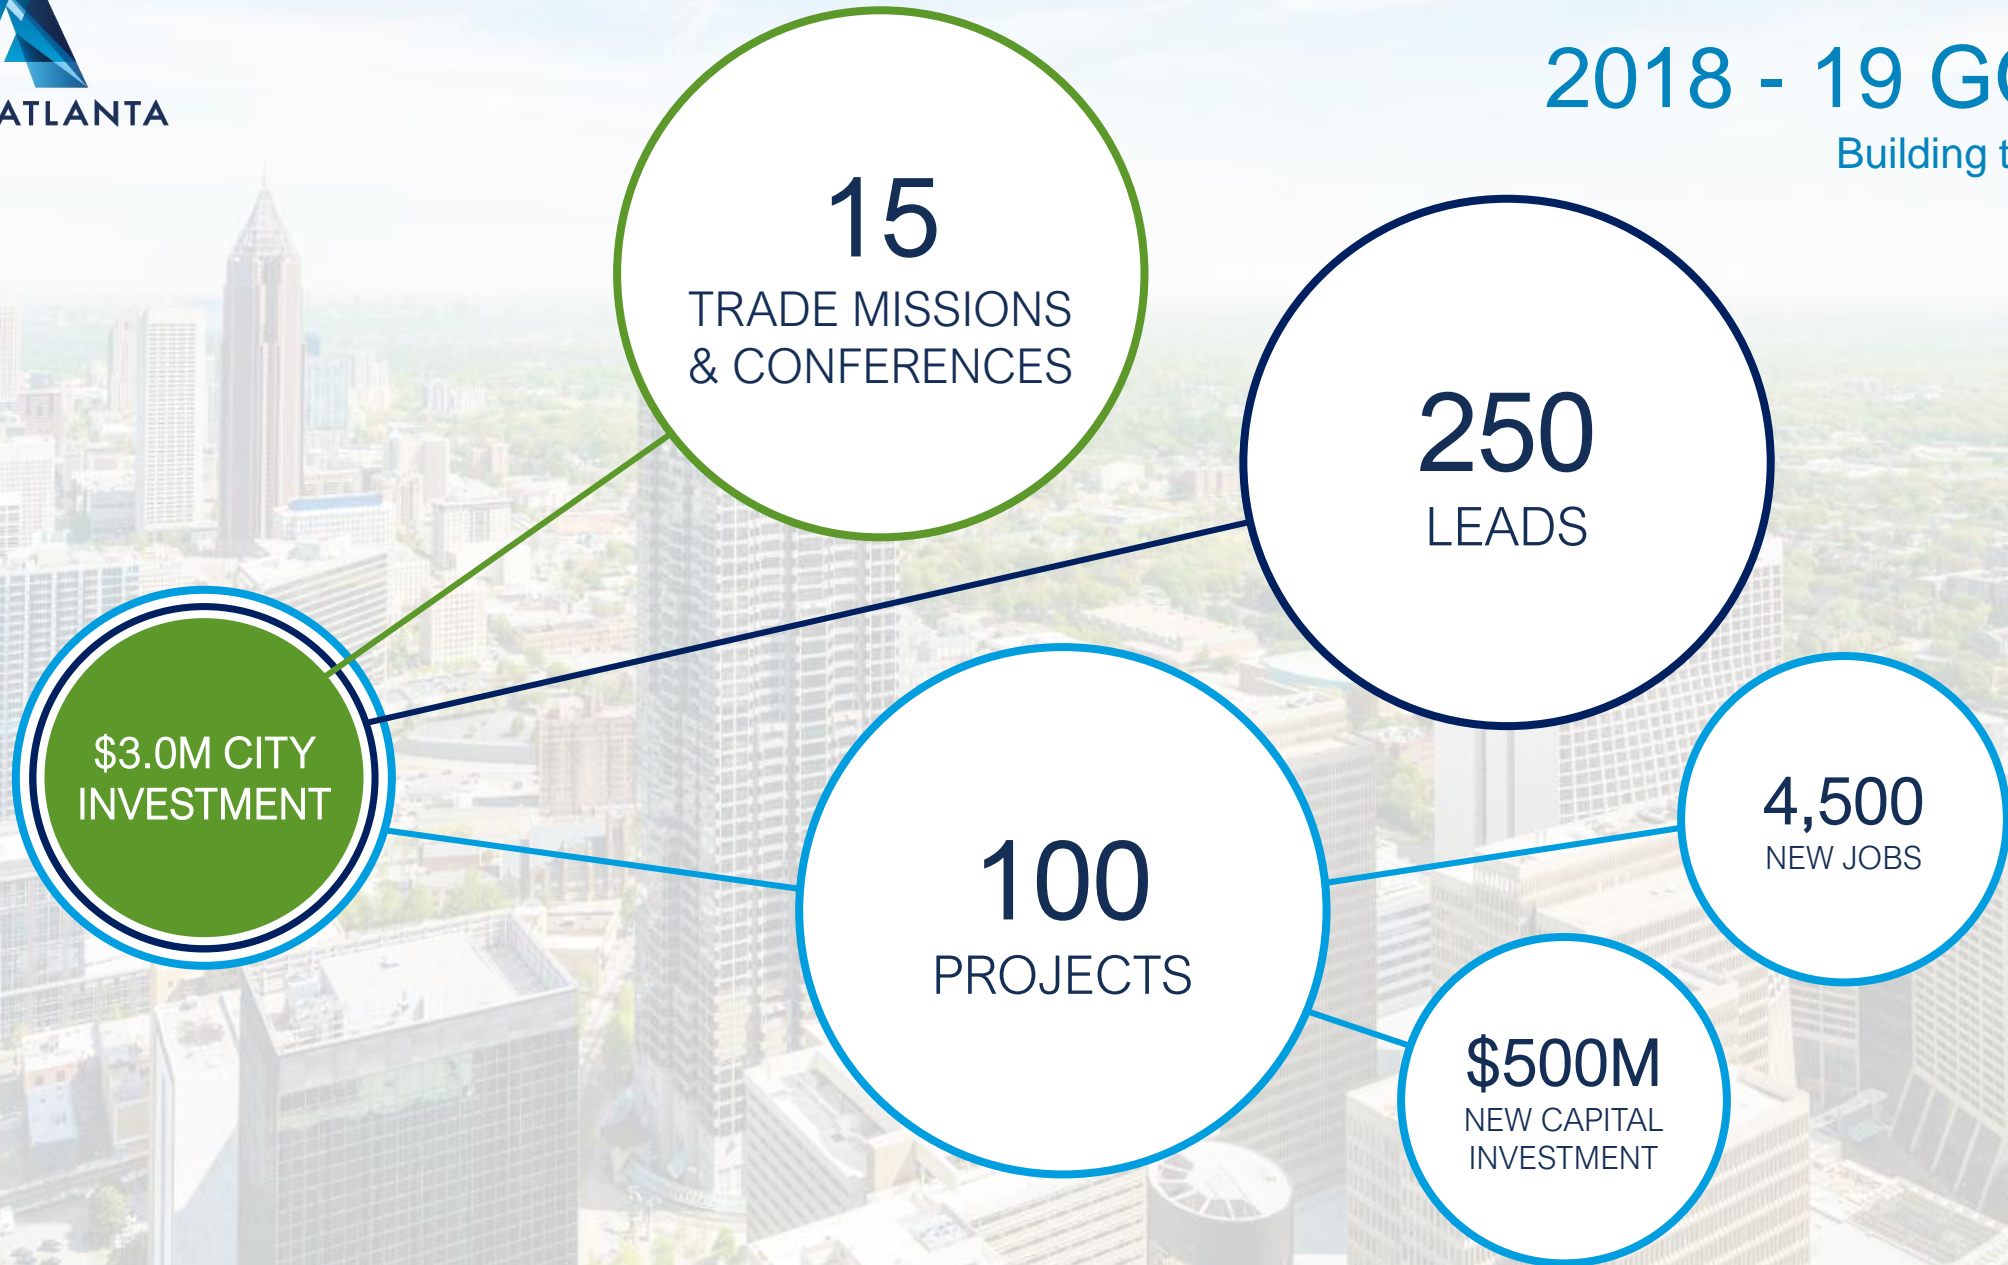 ATLANTA
2018 - 19
Building
15
TRADE MISSIONS
& CONFERENCES
250
LEADS
$3.0M CITY
INVESTMENT
100
PROJECTS
4,500
NEW JOBS
$500M
NEW CAPITAL
INVESTMENT